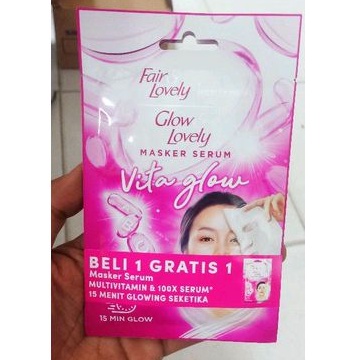 Fair
Lovely
Glow
Lovely
MASKER SERUM
Vita glow
BELI 1 GRATIS 1
Masker Serum
MULTIVITAMIN & 100X SERUM*
15 MENIT GLOWING SEKETIKA
15 MIN GLOW